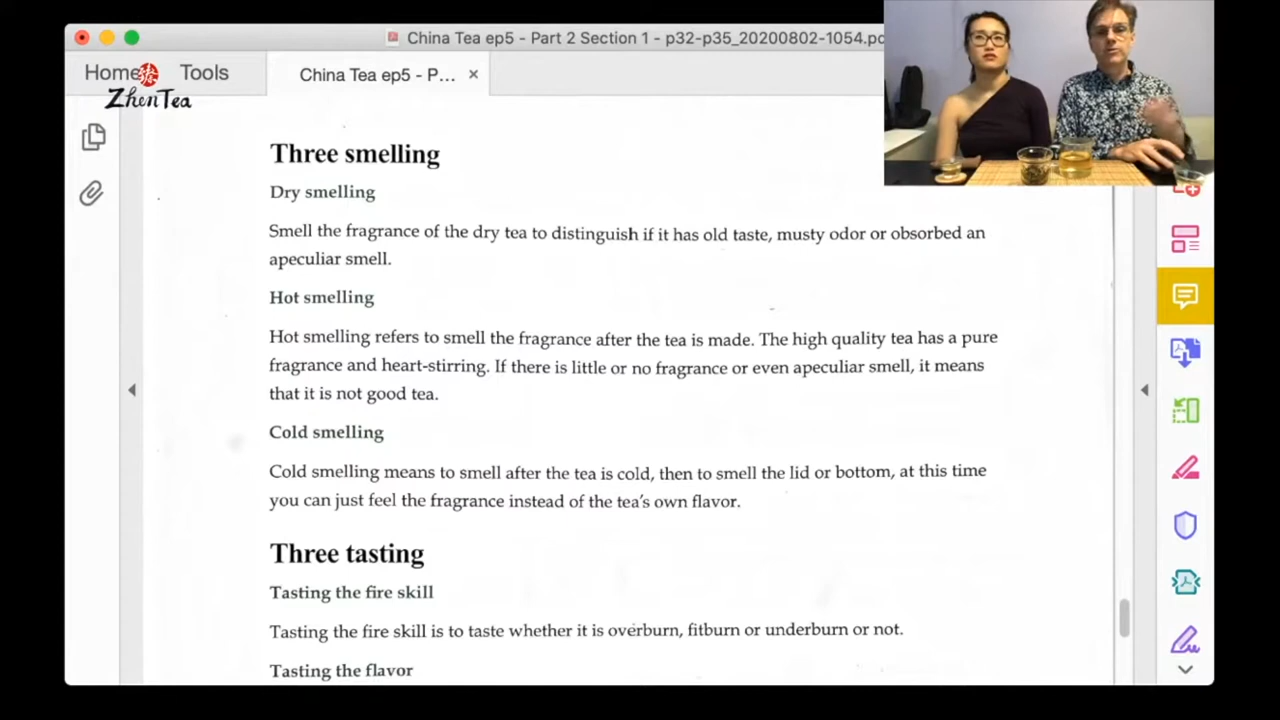 China Tea ep5 - Part 2 Section 1 - p32-p35_20200802-1054.pc
Home
Tools
China Tea ep5 - P...
臻
ZhenTea
Three smelling
Dry smelling
Smell the fragrance of the dry tea to distinguish if it has old taste, musty odor or obsorbed an
apeculiar smell.
Hot smelling
Hot smelling refers to smell the fragrance after the tea is made. The high quality tea has a pure
fragrance and heart-stirring. If there is little or no fragrance or even apeculiar smell, it means
that it is not good tea.
Cold smelling
Cold smelling means to smell after the tea is cold, then to smell the lid or bottom, at this time
you can just feel the fragrance instead of the tea's own flavor.
Three tasting
Tasting the fire skill
Tasting the fire skill is to taste whether it is overburn, fitburn or underburn or not.
Tasting the flavor